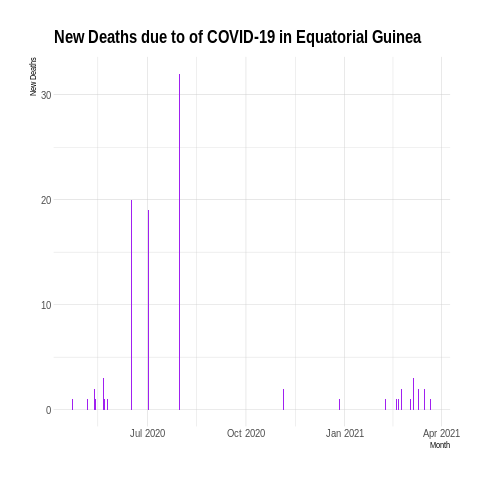 New Deaths due to of COVID-19 in Equatorial Guinea
New Deaths
30
20
10
0
Jul 2020 Oct 2020 Jan 2021 Apr 2021
Month